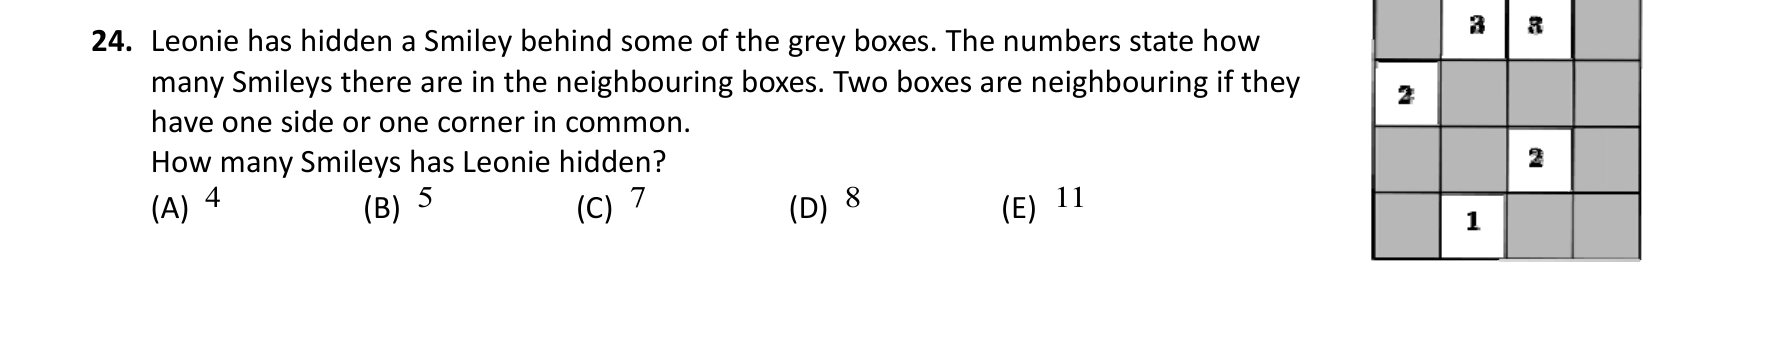 24. Leonie has hidden a Smiley behind some of the grey boxes. The numbers state how
many Smileys there are in the neighbouring boxes. Two boxes are neighbouring if they
have one side or one corner in common.
How many Smileys has Leonie hidden?
(A) 4 (B) 5 (C) 7 (D) 8 (E) 11
3 3
2
2
1